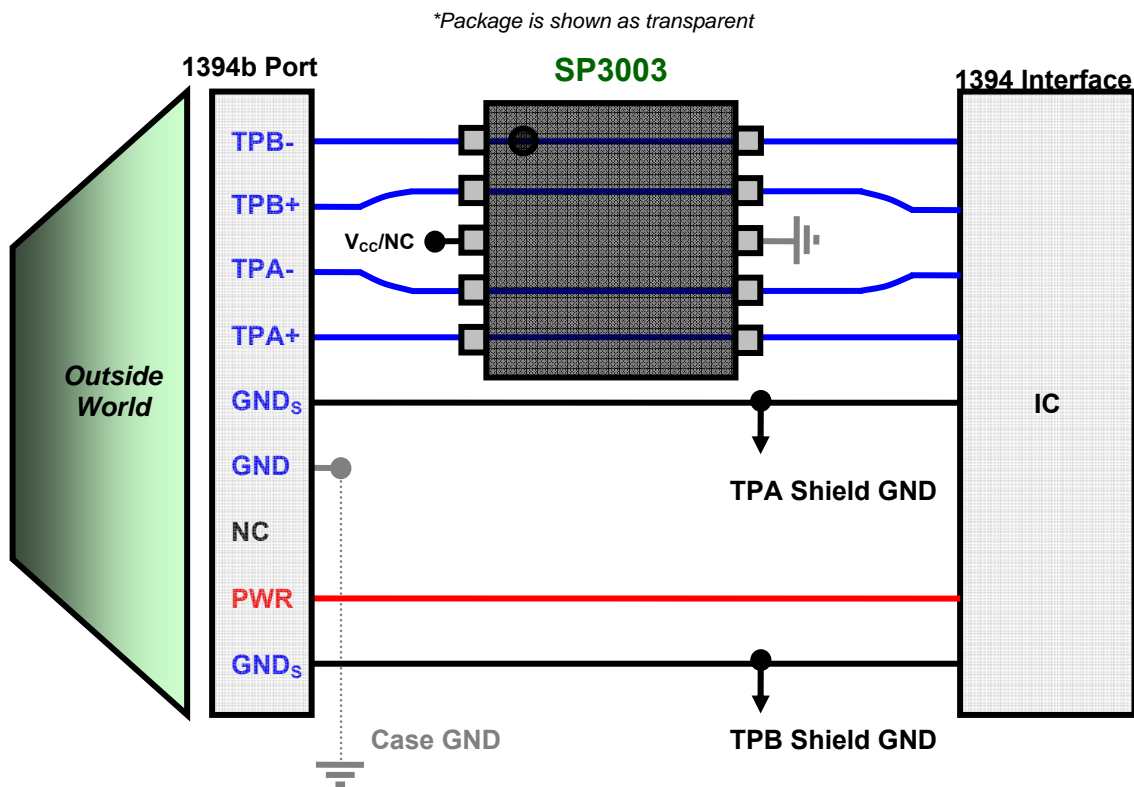 *Package is shown as transparent
1394b Port
SP3003
1394 Interface
TPB-
TPB+
VCC/NC
TPA-
TPA+
Outside
World
GNDS
IC
GND
TPA Shield GND
NC
PWR
GNDS
Case GND
TPB Shield GND